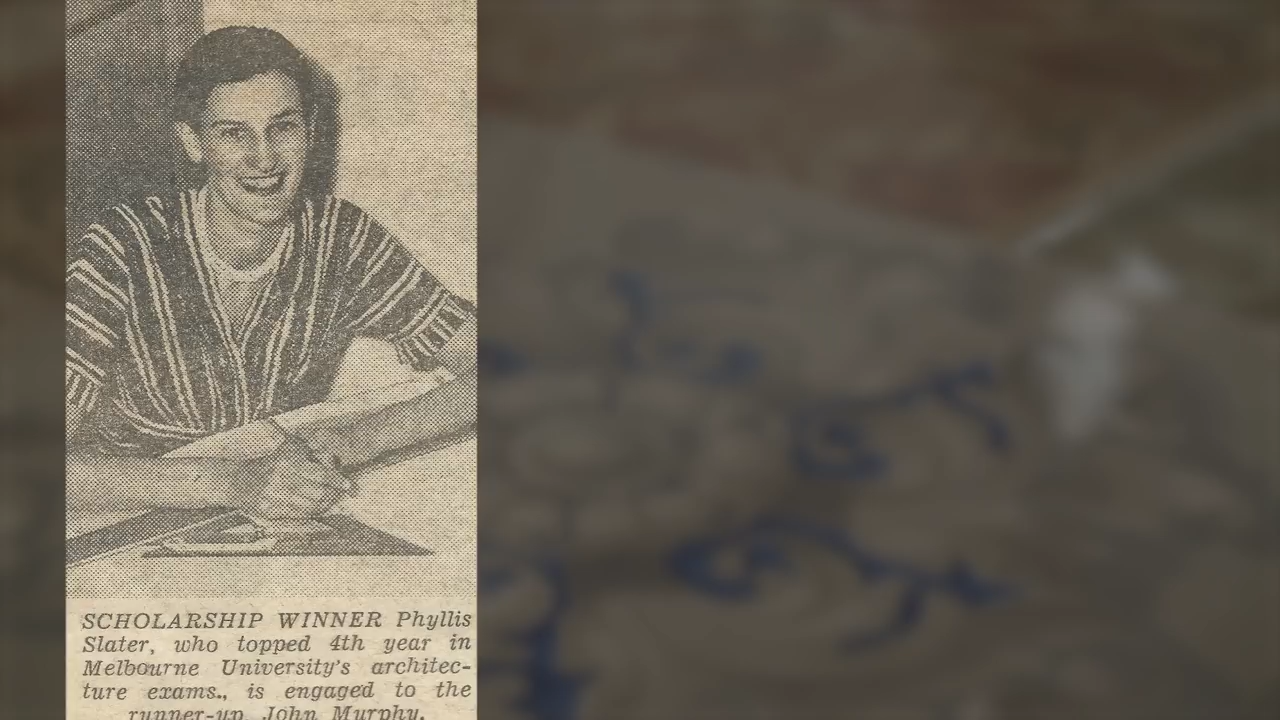 SCHOLARSHIP WINNER Phyllis
Slater, who topped 4th year in
Melbourne University's architec-
ture exams., is engaged to the
runner-up, John Murphy.